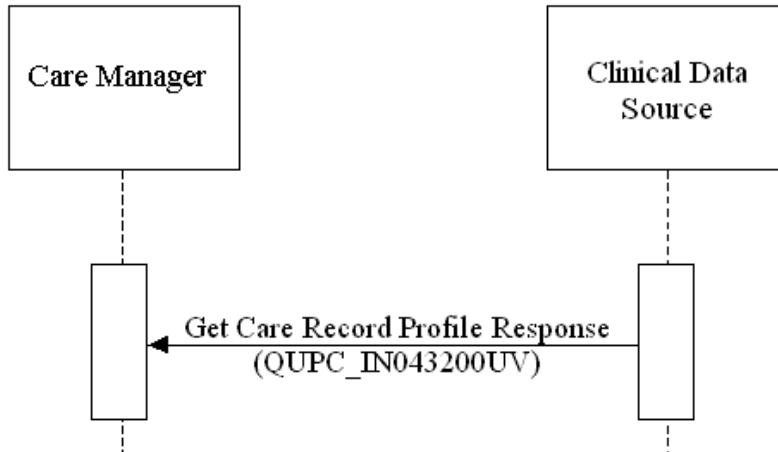 Care Manager
Clinical Data
Source
Get Care Record Profile Response
(QUPC_IN043200UV)